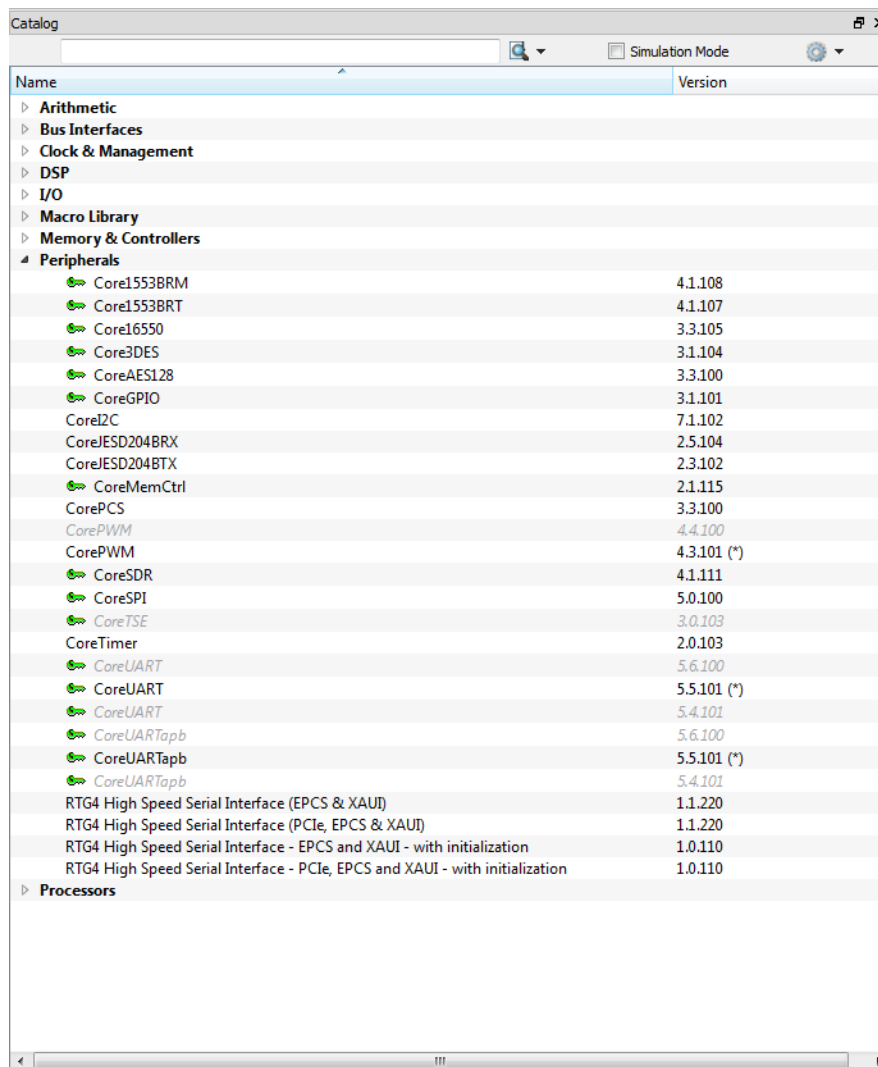 Catalog
Simulation Mode
Name Version
Arithmetic
Bus Interfaces
Clock & Management
DSP
I/O
Macro Library
Memory & Controllers
Peripherals
Core1553BRM 4.1.108
Core1553BRT 4.1.107
Core16550 3.3.105
Core3DES 3.1.104
CoreAES128 3.3.100
CoreGPIO 3.1.101
CoreI2C 7.1.102
CoreJESD204BRX 2.5.104
CoreJESD204BTX 2.3.102
CoreMemCtrl 2.1.115
CorePCS 3.3.100
CorePWM 4.4.100
CorePWM 4.3.101 (*)
CoreSDR 4.1.111
CoreSPI 5.0.100
CoreTSE 3.0.103
CoreTimer 2.0.103
CoreUART 5.6.100
CoreUART 5.5.101 (*)
CoreUART 5.4.101
CoreUARTapb 5.6.100
CoreUARTapb 5.5.101 (*)
CoreUARTapb 5.4.101
RTG4 High Speed Serial Interface (EPCS & XAUI) 1.1.220
RTG4 High Speed Serial Interface (PCIe, EPCS & XAUI) 1.1.220
RTG4 High Speed Serial Interface - EPCS and XAUI - with initialization 1.0.110
RTG4 High Speed Serial Interface - PCIe, EPCS and XAUI - with initialization 1.0.110
Processors